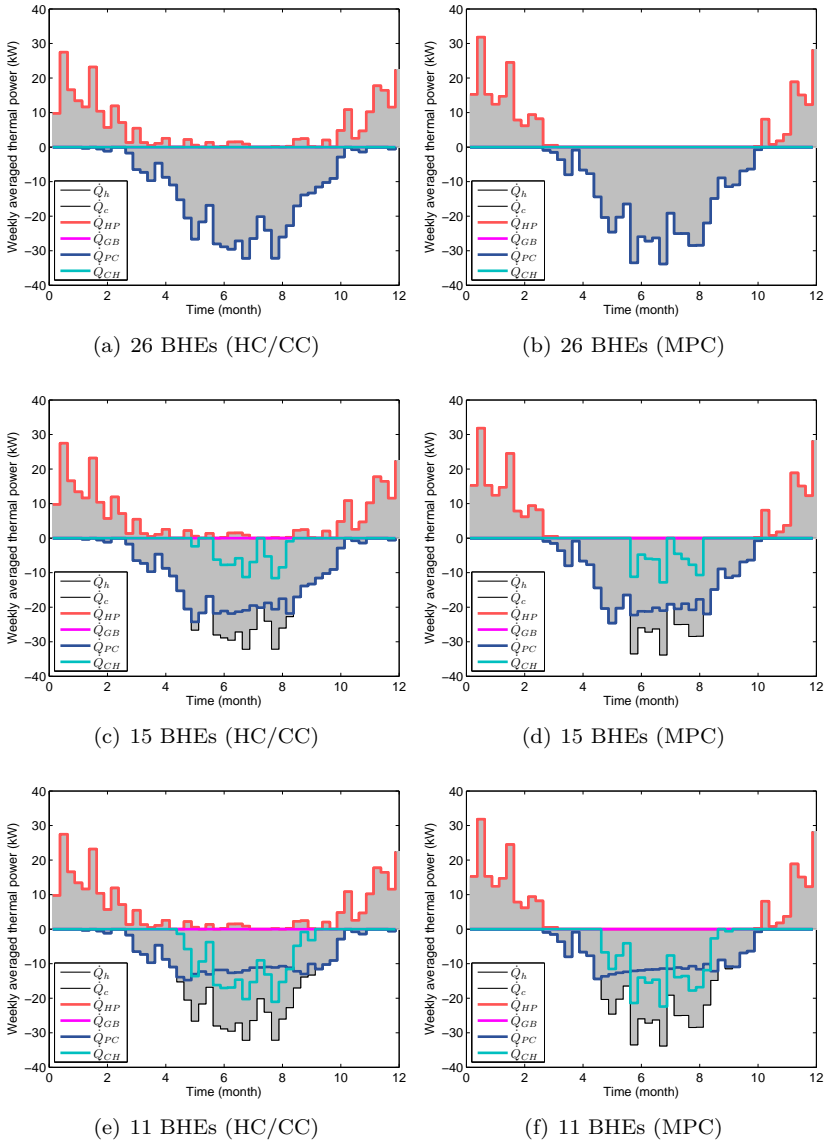 Weekly averaged thermal power (kW)
40
30
20
10
0
−10
−20
−30
−40
Q̇h
Q̇c
Q̇HP
Q̇GB
Q̇PC
Q̇CH
0 2 4 6 8 10 12
Time (month)
(a) 26 BHEs (HC/CC)
Weekly averaged thermal power (kW)
40
30
20
10
0
−10
−20
−30
−40
Q̇h
Q̇c
Q̇HP
Q̇GB
Q̇PC
Q̇CH
0 2 4 6 8 10 12
Time (month)
(b) 26 BHEs (MPC)
Weekly averaged thermal power (kW)
40
30
20
10
0
−10
−20
−30
−40
Q̇h
Q̇c
Q̇HP
Q̇GB
Q̇PC
Q̇CH
0 2 4 6 8 10 12
Time (month)
(c) 15 BHEs (HC/CC)
Weekly averaged thermal power (kW)
40
30
20
10
0
−10
−20
−30
−40
Q̇h
Q̇c
Q̇HP
Q̇GB
Q̇PC
Q̇CH
0 2 4 6 8 10 12
Time (month)
(d) 15 BHEs (MPC)
Weekly averaged thermal power (kW)
40
30
20
10
0
−10
−20
−30
−40
Q̇h
Q̇c
Q̇HP
Q̇GB
Q̇PC
Q̇CH
0 2 4 6 8 10 12
Time (month)
(e) 11 BHEs (HC/CC)
Weekly averaged thermal power (kW)
40
30
20
10
0
−10
−20
−30
−40
Q̇h
Q̇c
Q̇HP
Q̇GB
Q̇PC
Q̇CH
0 2 4 6 8 10 12
Time (month)
(f) 11 BHEs (MPC)